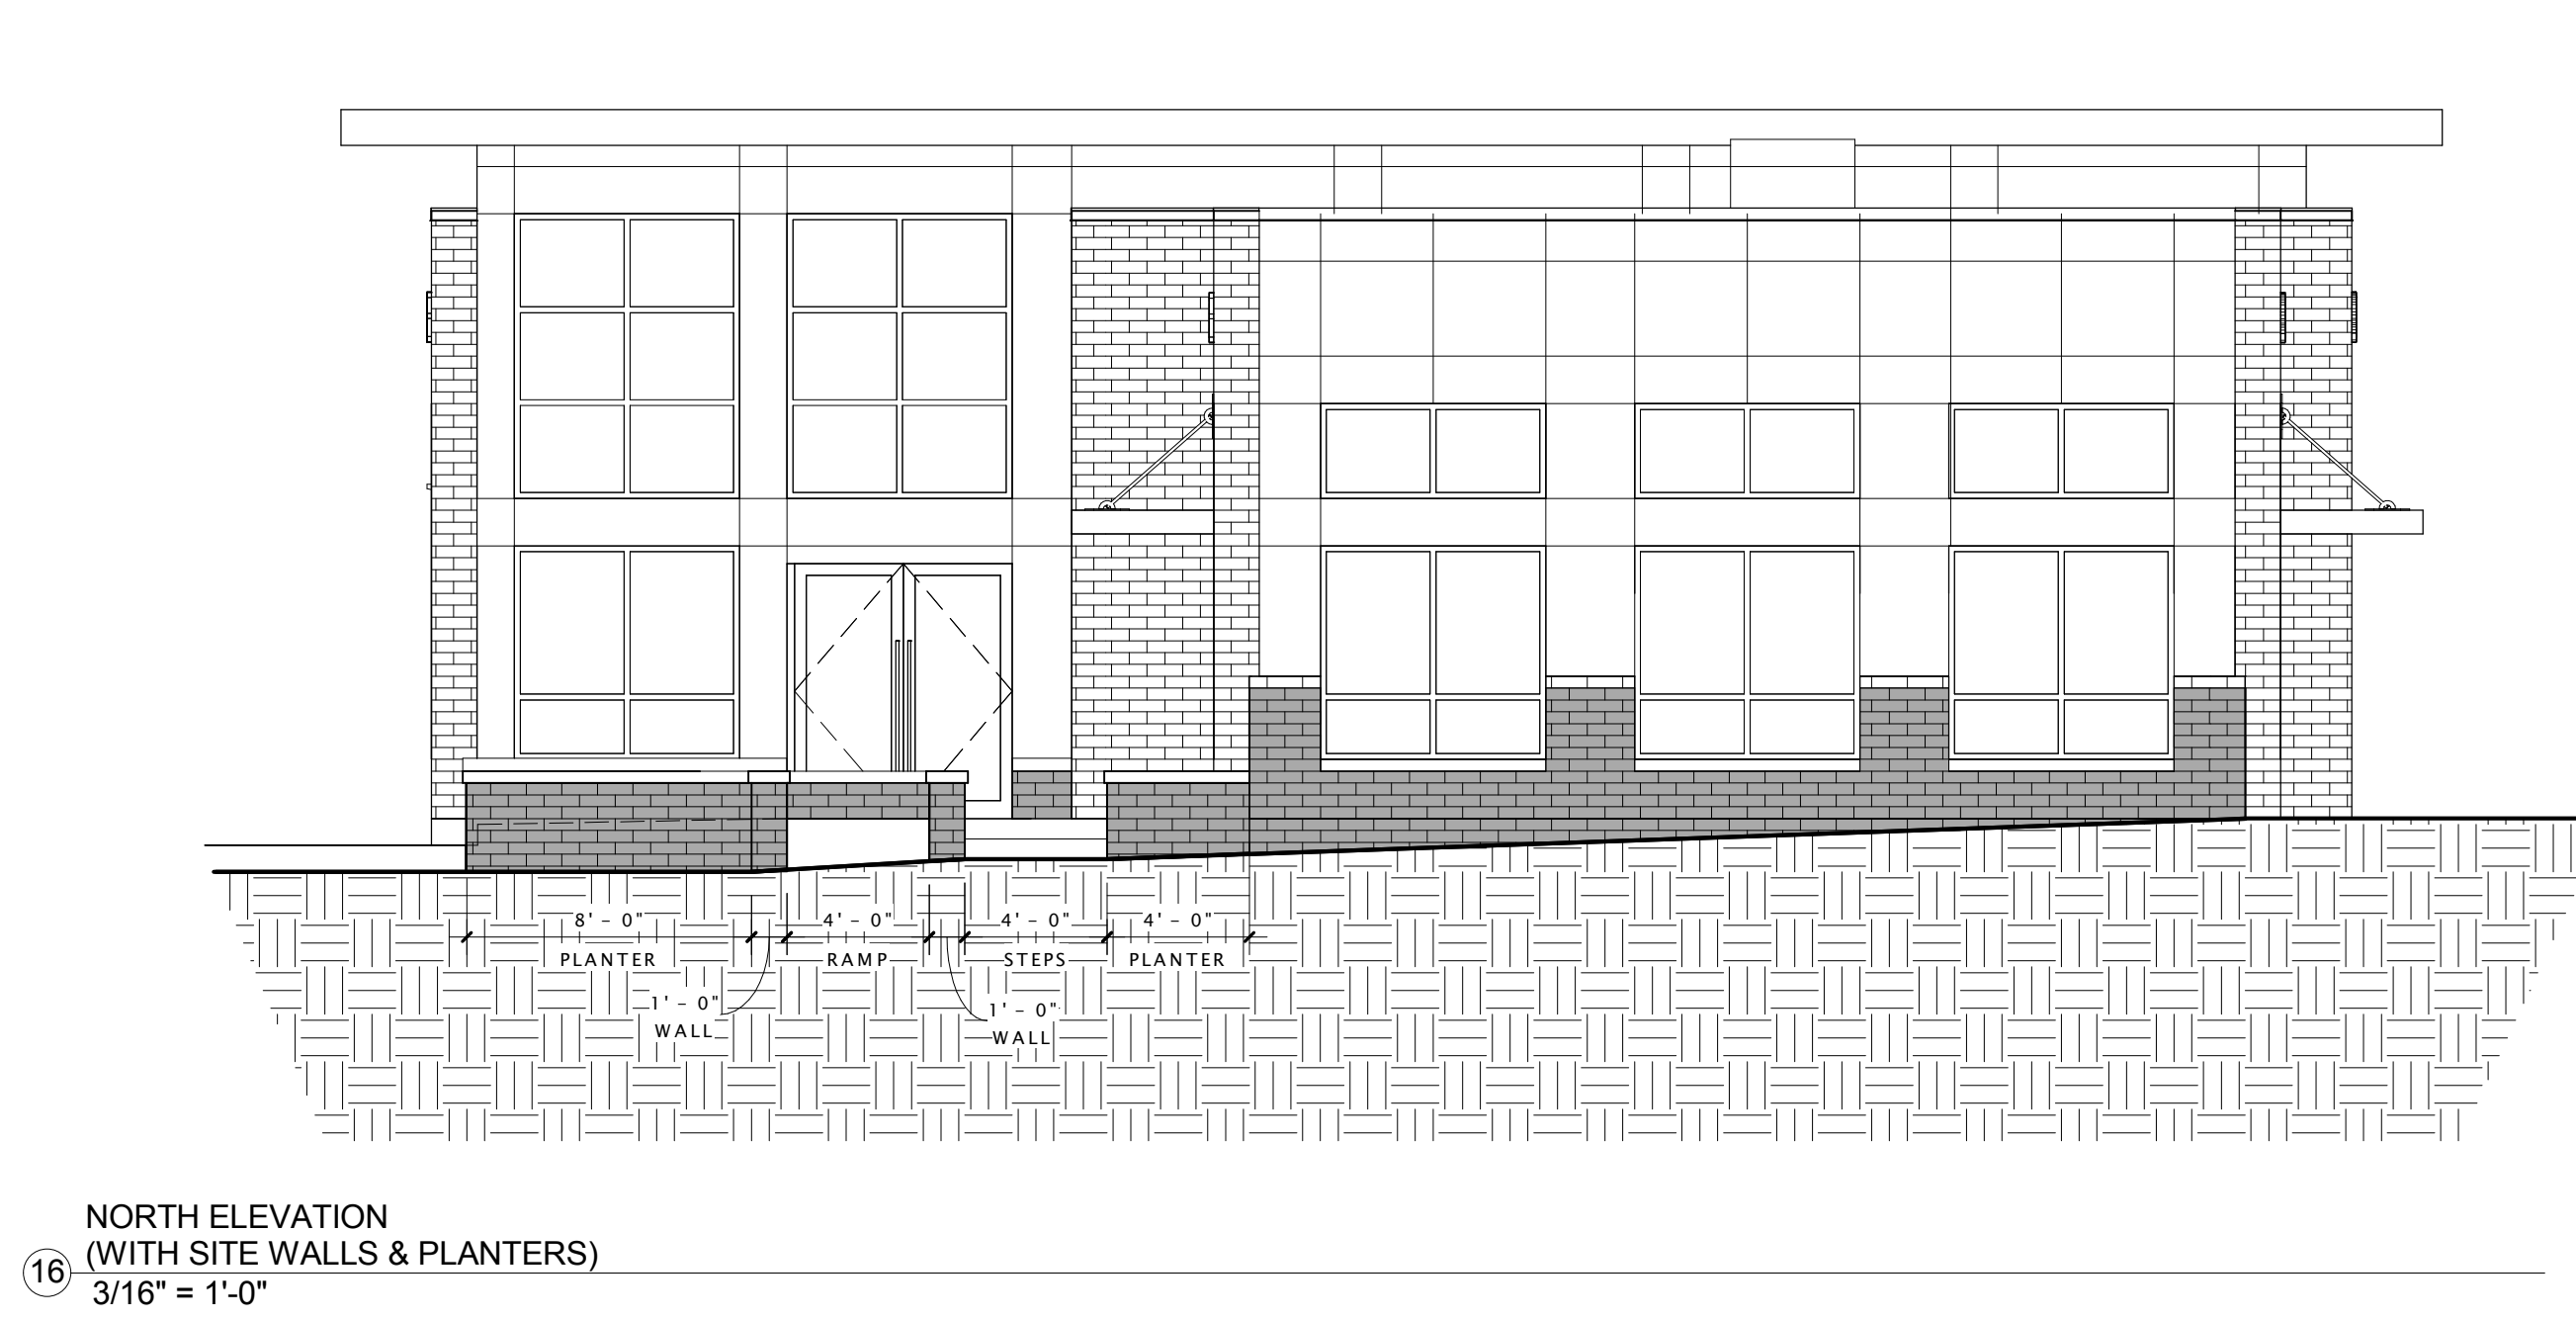 8' - 0"
4' - 0"
4' - 0"
4' - 0"
PLANTER
RAMP
STEPS
PLANTER
1' - 0"
WALL
1' - 0"
WALL
NORTH ELEVATION
(WITH SITE WALLS & PLANTERS)
16
3/16" = 1'-0"